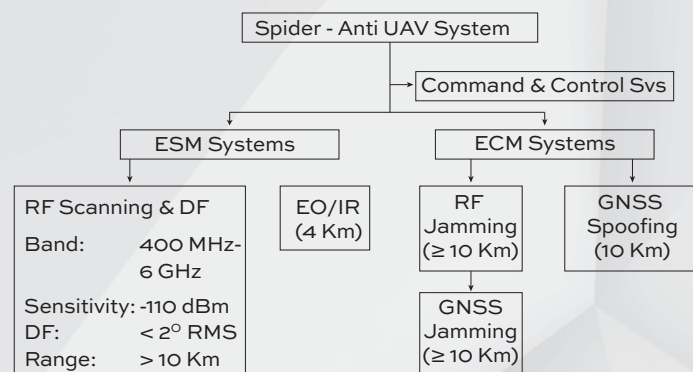 Spider - Anti UAV System
Command & Control Svs
ESM Systems
ECM Systems
RF Scanning & DF
Band: 400 MHz-
6 GHz
Sensitivity: -110 dBm
DF: < 2⁰ RMS
Range: > 10 Km
EO/IR
(4 Km)
RF
Jamming
(≥ 10 Km)
GNSS
Jamming
(≥ 10 Km)
GNSS
Spoofing
(10 Km)